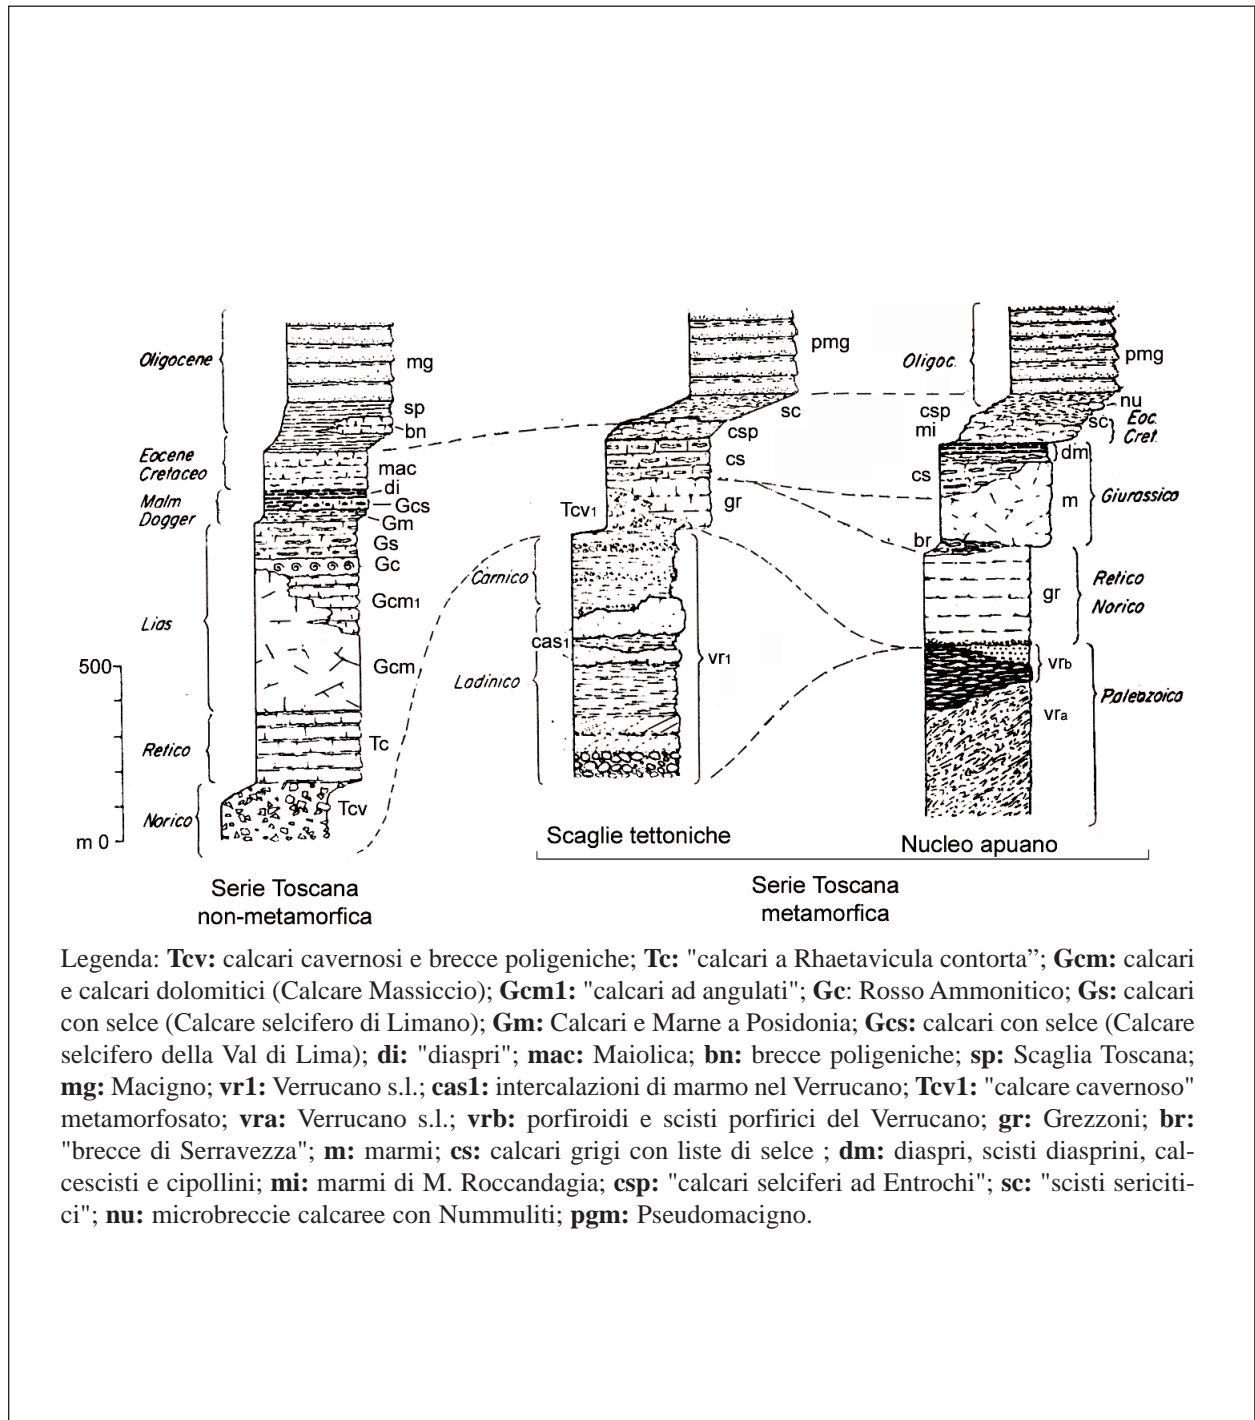 Oligocene
mg
sp
bn
Eocene
Cretaceo
mac
di
Malm
Dogger
Gcs
Gm
Gs
Gc
Gcm1
Lias
Gcm
500
Retico
Tc
Norico
Tcv
m 0
Serie Toscana
non-metamorfica
pmg
sc
csp
cs
gr
Tcv1
Carnico
cas1
Ladinico
vr1
Scaglie tettoniche
Oligoc.
pmg
nu
csp
mi
sc
Eoc.
Cret.
dm
cs
m
Giurassico
br
gr
Retico
Norico
vrb
vra
Paleozoico
Nucleo apuano
Serie Toscana
metamorfica
Legenda: Tcv: calcari cavernosi e brecce poligeniche; Tc: "calcari a Rhaetavicula contorta”; Gcm: calcari
e calcari dolomitici (Calcare Massiccio); Gcm1: "calcari ad angulati"; Gc: Rosso Ammonitico; Gs: calcari
con selce (Calcare selcifero di Limano); Gm: Calcari e Marne a Posidonia; Gcs: calcari con selce (Calcare
selcifero della Val di Lima); di: "diaspri"; mac: Maiolica; bn: brecce poligeniche; sp: Scaglia Toscana;
mg: Macigno; vr1: Verrucano s.l.; cas1: intercalazioni di marmo nel Verrucano; Tcv1: "calcare cavernoso"
metamorfosato; vra: Verrucano s.l.; vrb: porfiroidi e scisti porfirici del Verrucano; gr: Grezzoni; br:
"brecce di Serravezza"; m: marmi; cs: calcari grigi con liste di selce ; dm: diaspri, scisti diasprini, cal-
cescisti e cipollini; mi: marmi di M. Roccandagia; csp: "calcari selciferi ad Entrochi"; sc: "scisti sericiti-
ci"; nu: microbreccie calcaree con Nummuliti; pgm: Pseudomacigno.